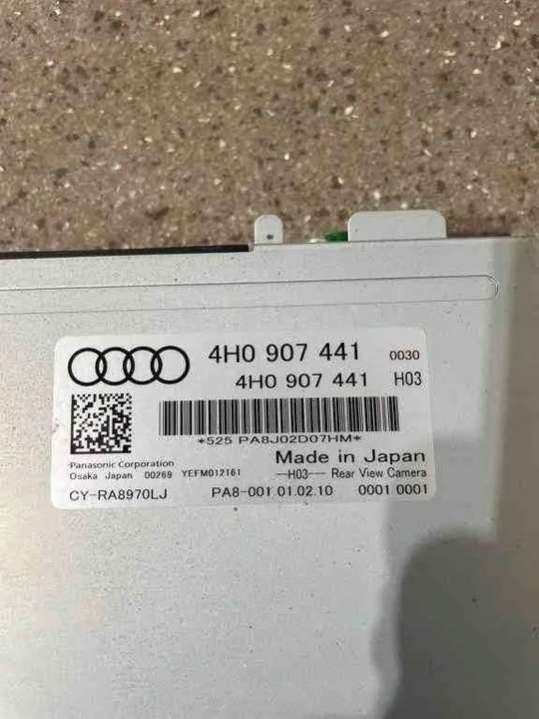 4H0 907 441 0030
4H0 907 441 H03
*525 PA8J02D07HM*
Panasonic Corporation
Made in Japan
Osaka Japan 00269 YEFM012161
—H03— Rear View Camera
CY-RA8970LJ PA8-001 01.02.10 0001 0001